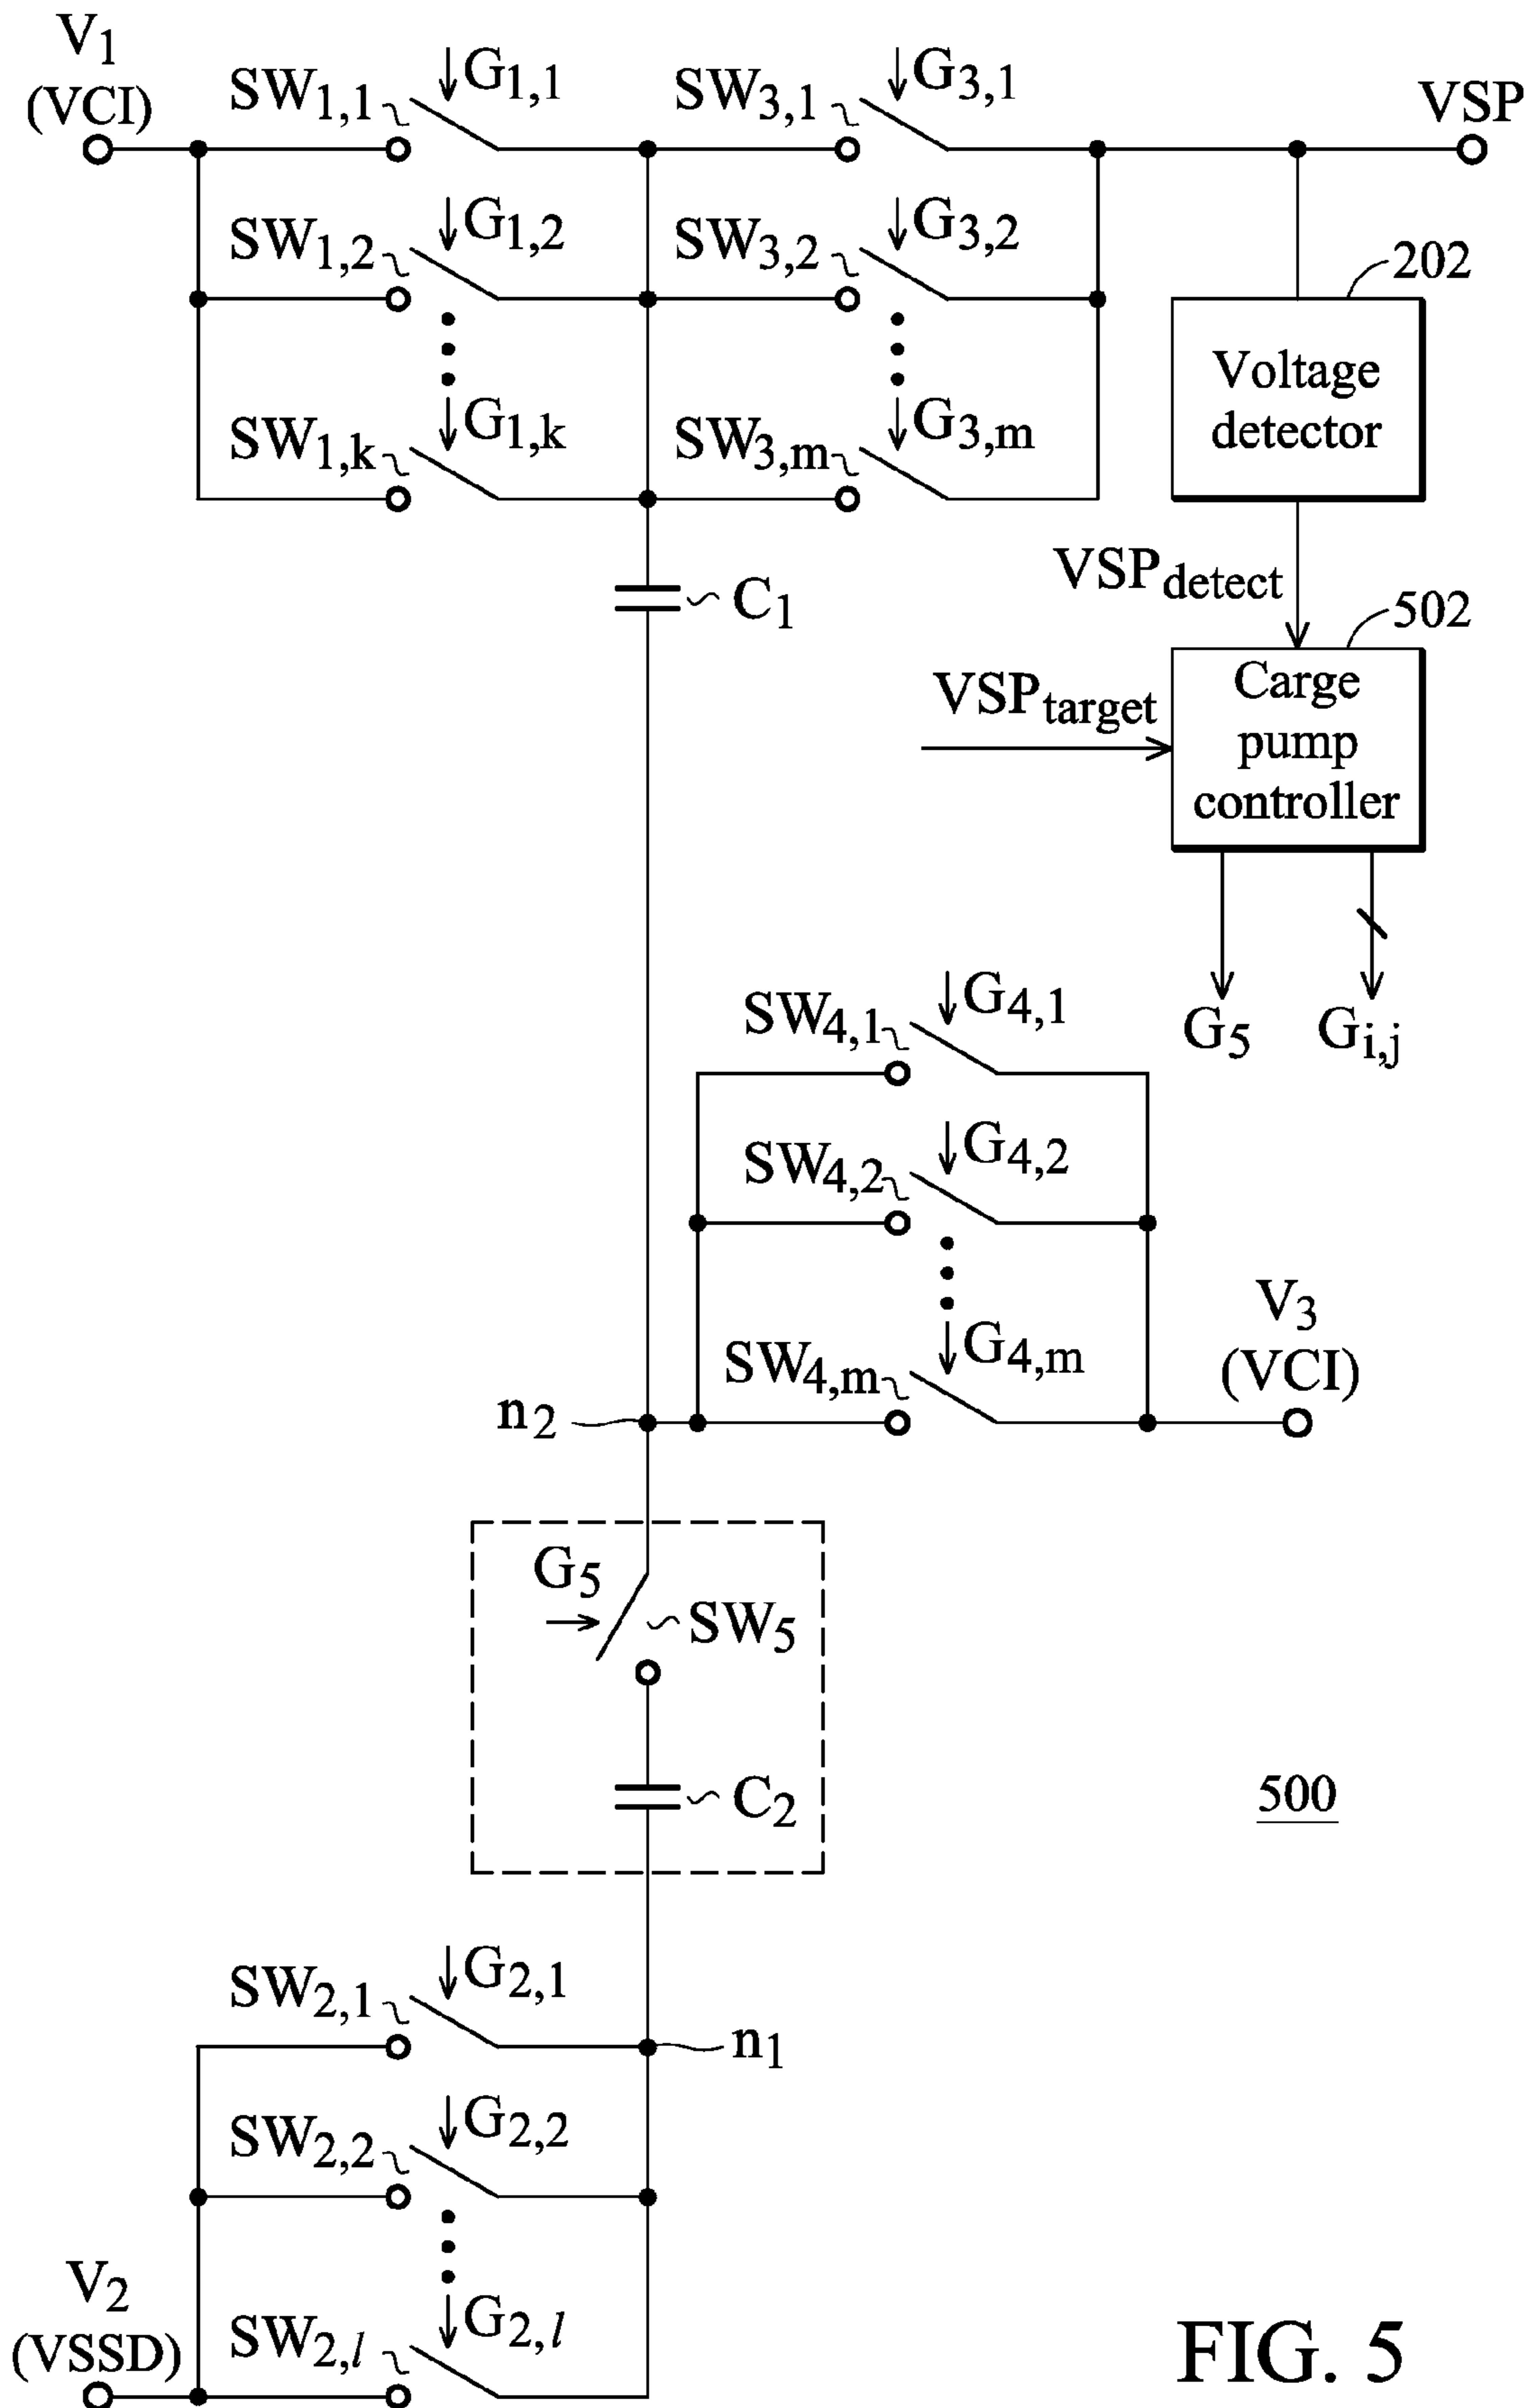 V1
(VCI)
SW1,1
G1,1
SW3,1
G3,1
VSP
SW1,2
G1,2
SW3,2
G3,2
202
Voltage
detector
SW1,k
G1,k
SW3,m
G3,m
C1
VSPdetect
502
VSPtarget
Carge
pump
controller
G5
Gi,j
SW4,1
G4,1
SW4,2
G4,2
SW4,m
G4,m
V3
(VCI)
n2
G5
SW5
C2
500
SW2,1
G2,1
n1
SW2,2
G2,2
V2
(VSSD)
SW2,l
G2,l
FIG. 5